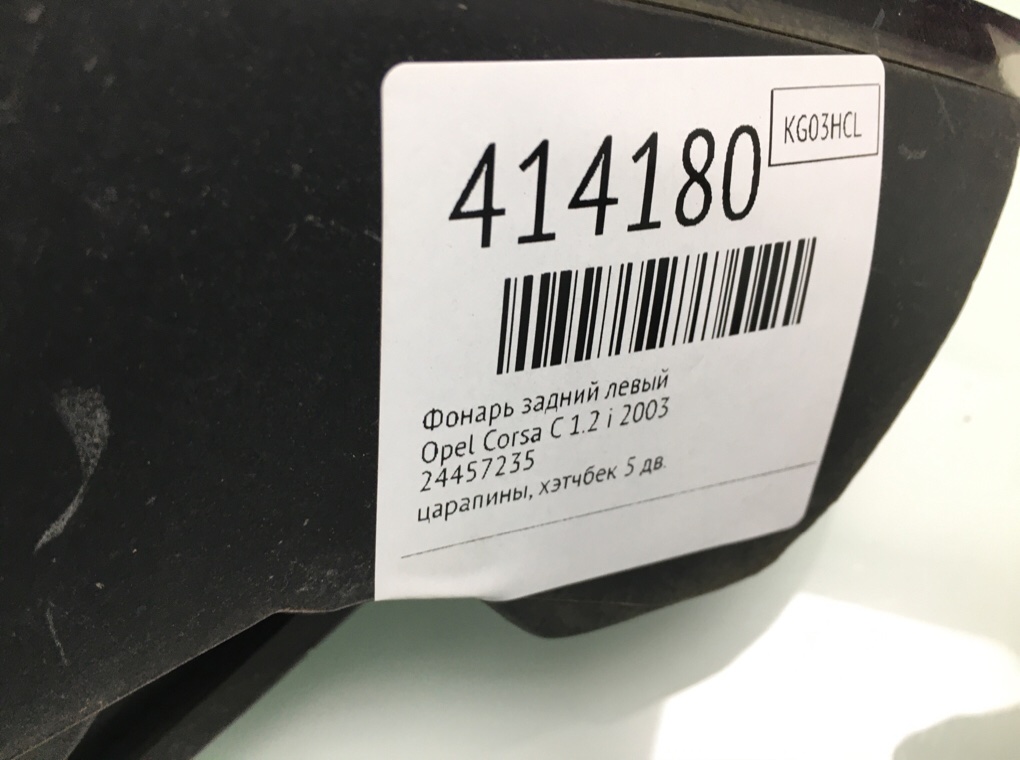 KG03HCL
414180
Фонарь задний левый
Opel Corsa C 1.2 i 2003
24457235
царапины, хэтчбек 5 дв.